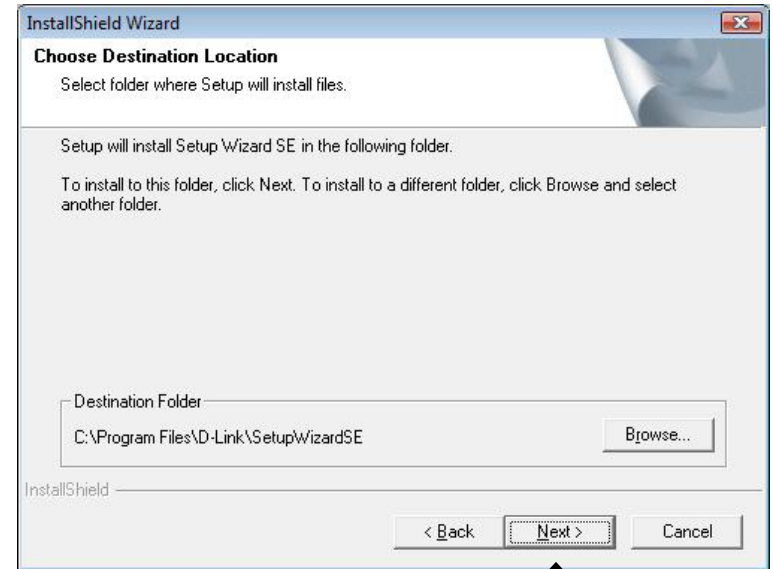 InstallShield Wizard
Choose Destination Location
Select folder where Setup will install files.
Setup will install Setup Wizard SE in the following folder.
To install to this folder, click Next. To install to a different folder, click Browse and select
another folder.
Destination Folder
C:\Program Files\D-Link\SetupWizardSE
Browse...
InstallShield
< Back
Next >
Cancel